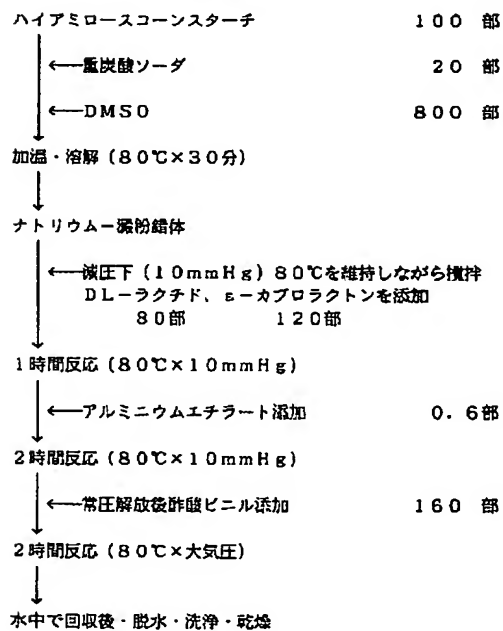 ハイアミロースコーンスターチ 100 部
←重炭酸ソーダ 20 部
←DMSO 800 部
加温・溶解(80℃×30分)
ナトリウム－澱粉錯体
←減圧下(10mmHg)80℃を維持しながら攪拌
DL－ラクチド、ε－カプロラクトンを添加
80部 120部
1時間反応(80℃×10mmHg)
←アルミニウムエチラート添加 0.6部
2時間反応(80℃×10mmHg)
←常圧解放後酢酸ビニル添加 160 部
2時間反応(80℃×大気圧)
水中で回収後・脱水・洗浄・乾燥